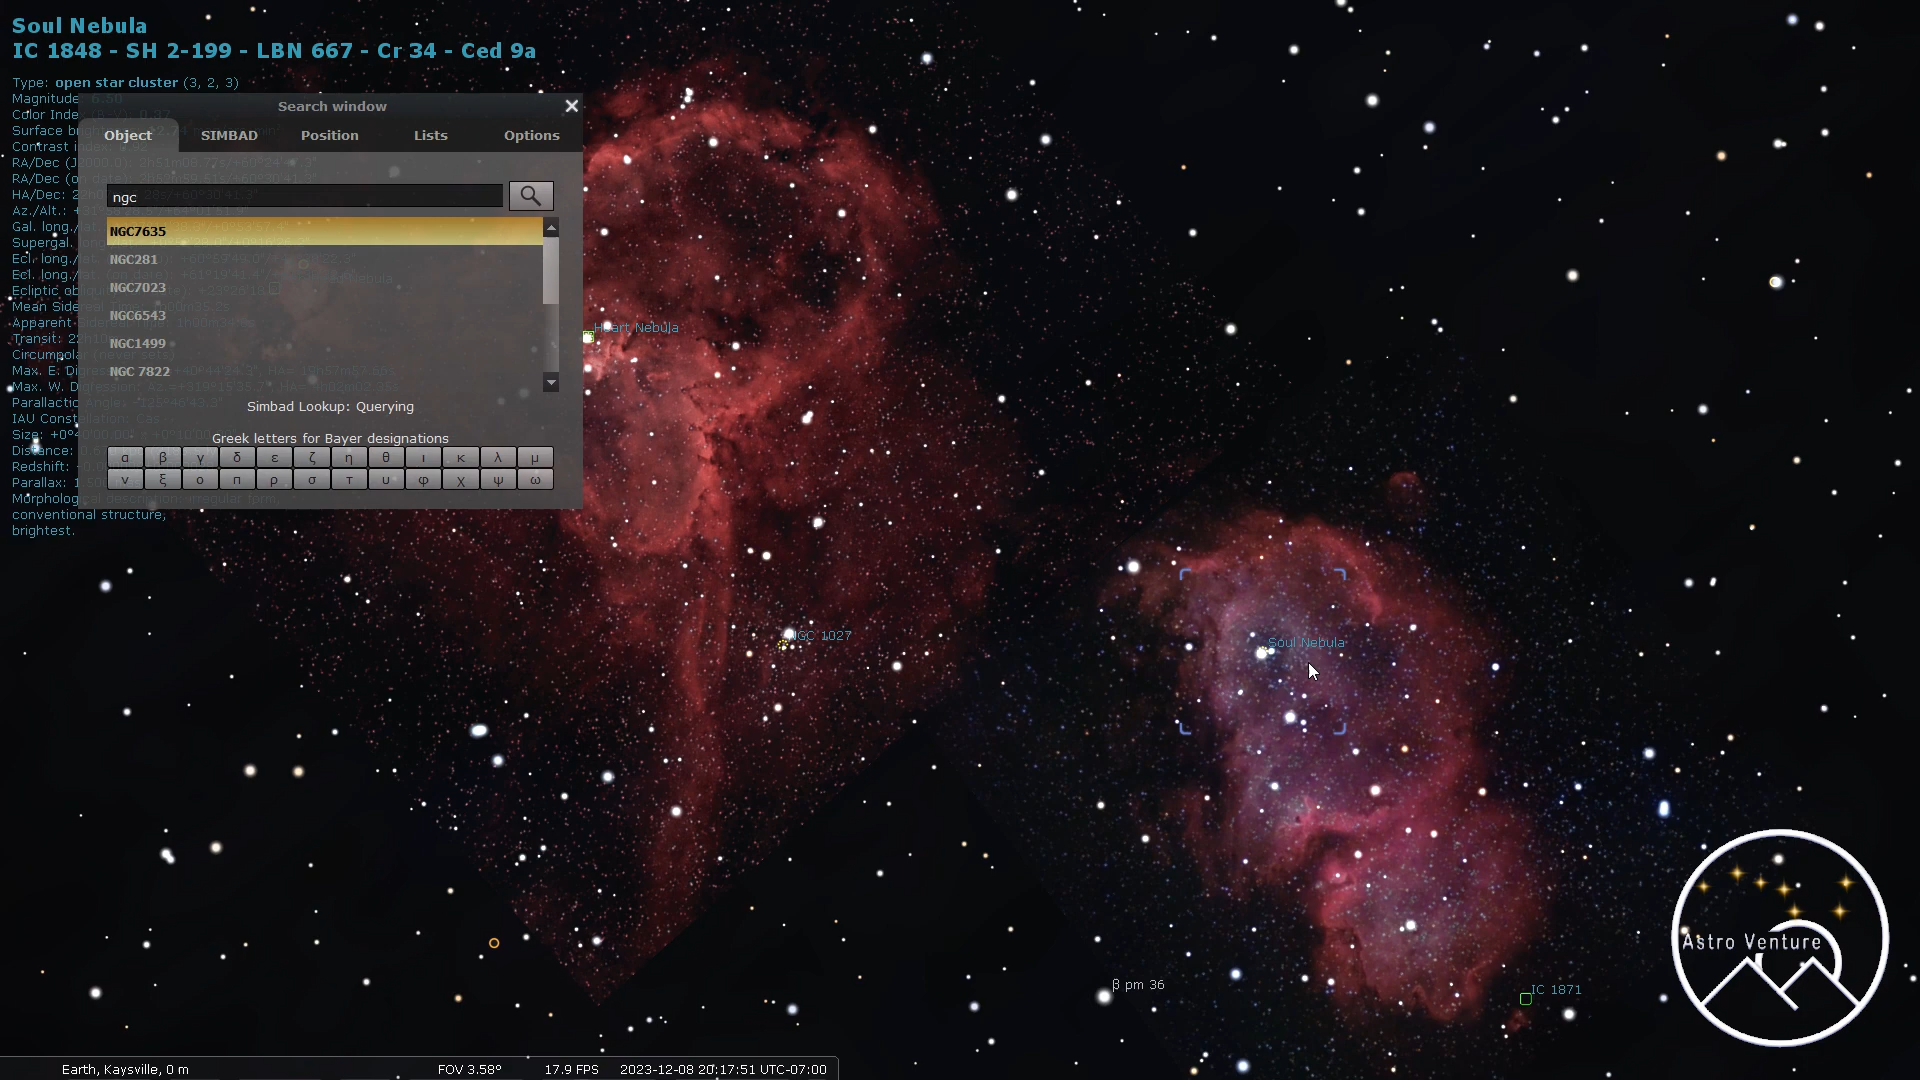 Soul Nebula
IC 1848 - SH 2-199 - LBN 667 - Cr 34 - Ced 9a
Type: open star cluster (3, 2, 3)
Magnitude: 6.50
Color Index (B-V): 0.37
Surface
Contrast index:
RA/Dec
RA/Dec (on date):
HA/Dec:
Az./Alt.:
Gal. long./lat.
Supergal. long./lat.
Ecl. long./lat.
Ecl. long./lat. (on date):
Ecliptic
Mean Sidereal Time:
Apparent Sidereal Time:
Transit:
Circumpolar (never sets)
Max. E. Digression:
Max. W. Digression:
Parallactic Angle:
IAU Constellation: Cas
Size:
Distance:
Redshift:
Parallax:
Morphological description: irregular form,
conventional structure,
brightest.
Search window
Object SIMBAD Position Lists Options
ngc
NGC7635
NGC281
NGC7023
NGC6543
NGC1499
NGC 7822
Simbad Lookup: Querying
Greek letters for Bayer designations
α β γ δ ε ζ η θ ι κ λ μ
ν ξ ο π ρ σ τ υ φ χ ψ ω
Heart Nebula
NGC 1027
Soul Nebula
β pm 36
IC 1871
Astro Venture
Earth, Kaysville, 0 m FOV 3.58° 17.9 FPS 2023-12-08 20:17:51 UTC-07:00